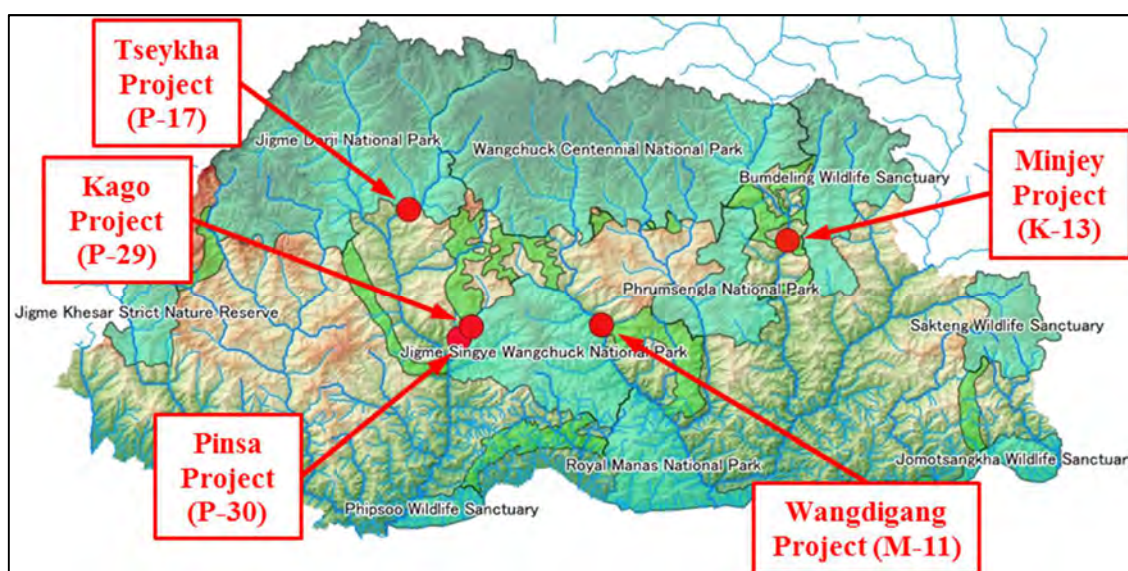 Tseykha
Project
(P-17)
Jigme Dorji National Park
Wangchuck Centennial National Park
Minjey
Project
(K-13)
Bumdeling Wildlife Sanctuary
Kago
Project
(P-29)
Phrumsengla National Park
Jigme Khesar Strict Nature Reserve
Sakteng Wildlife Sanctuary
Jigme Singye Wangchuck National Park
Pinsa
Project
(P-30)
Royal Manas National Park
Jomotsangkha Wildlife Sanctuar
Phipsoo Wildlife Sanctuary
Wangdigang
Project (M-11)